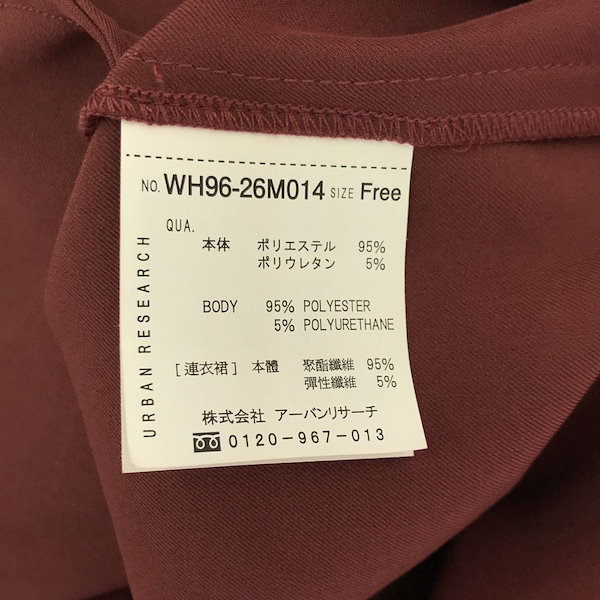 NO. WH96-26M014 SIZE Free
QUA.
本体 ポリエステル 95%
ポリウレタン 5%
BODY 95% POLYESTER
5% POLYURETHANE
[連衣裙] 本體 聚酯纖維 95%
彈性纖維 5%
株式会社 アーバンリサーチ
0120-967-013
URBAN RESEARCH